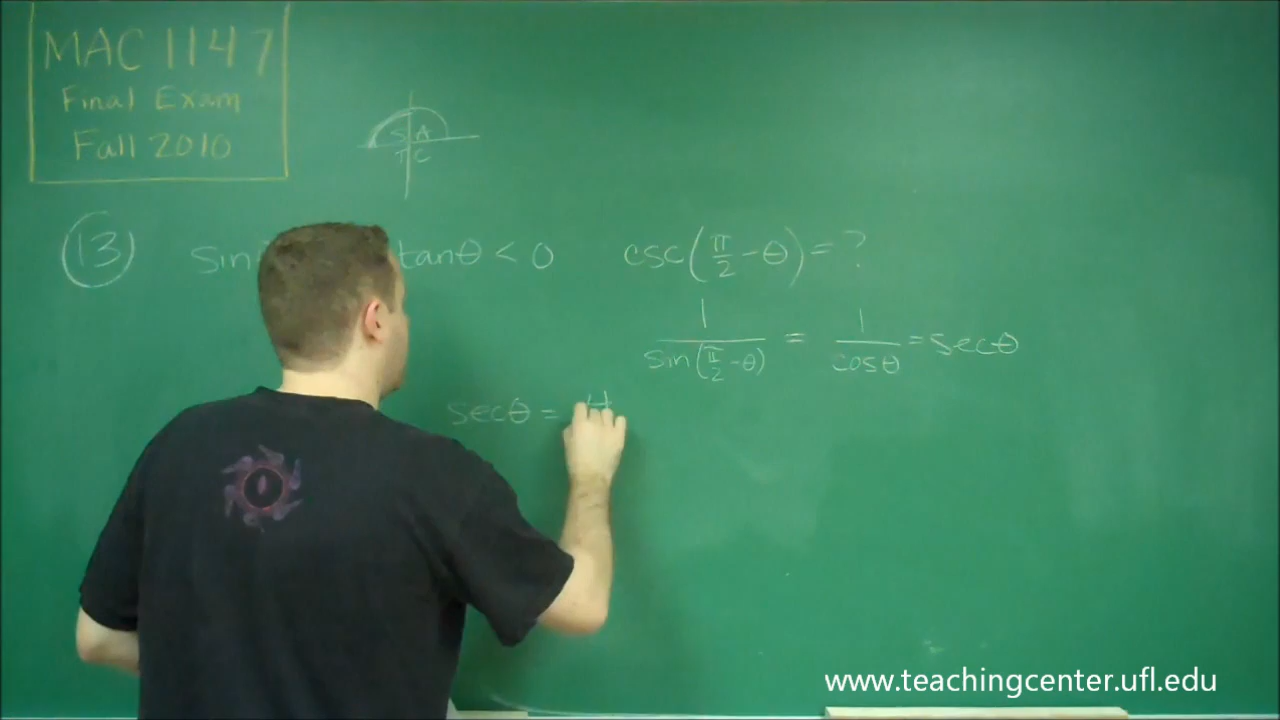 MAC 1147
Final Exam
Fall 2010
S A
T C
13 sin tanθ < 0 csc(π/2 - θ) = ?
1/sin(π/2 - θ) = 1/cosθ = secθ
secθ = H
www.teachingcenter.ufl.edu